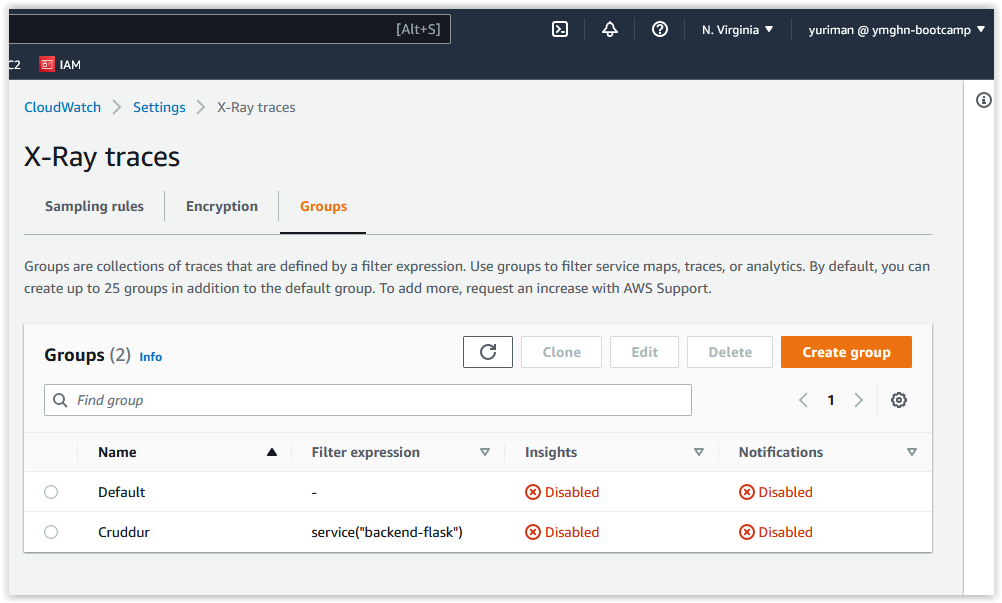 [Alt+S] N. Virginia yuriman @ ymghn-bootcamp
C2 IAM
CloudWatch Settings X-Ray traces
X-Ray traces
Sampling rules Encryption Groups
Groups are collections of traces that are defined by a filter expression. Use groups to filter service maps, traces, or analytics. By default, you can
create up to 25 groups in addition to the default group. To add more, request an increase with AWS Support.
Groups (2) Info Clone Edit Delete Create group
Find group 1
Name Filter expression Insights Notifications
Default - Disabled Disabled
Cruddur service("backend-flask") Disabled Disabled